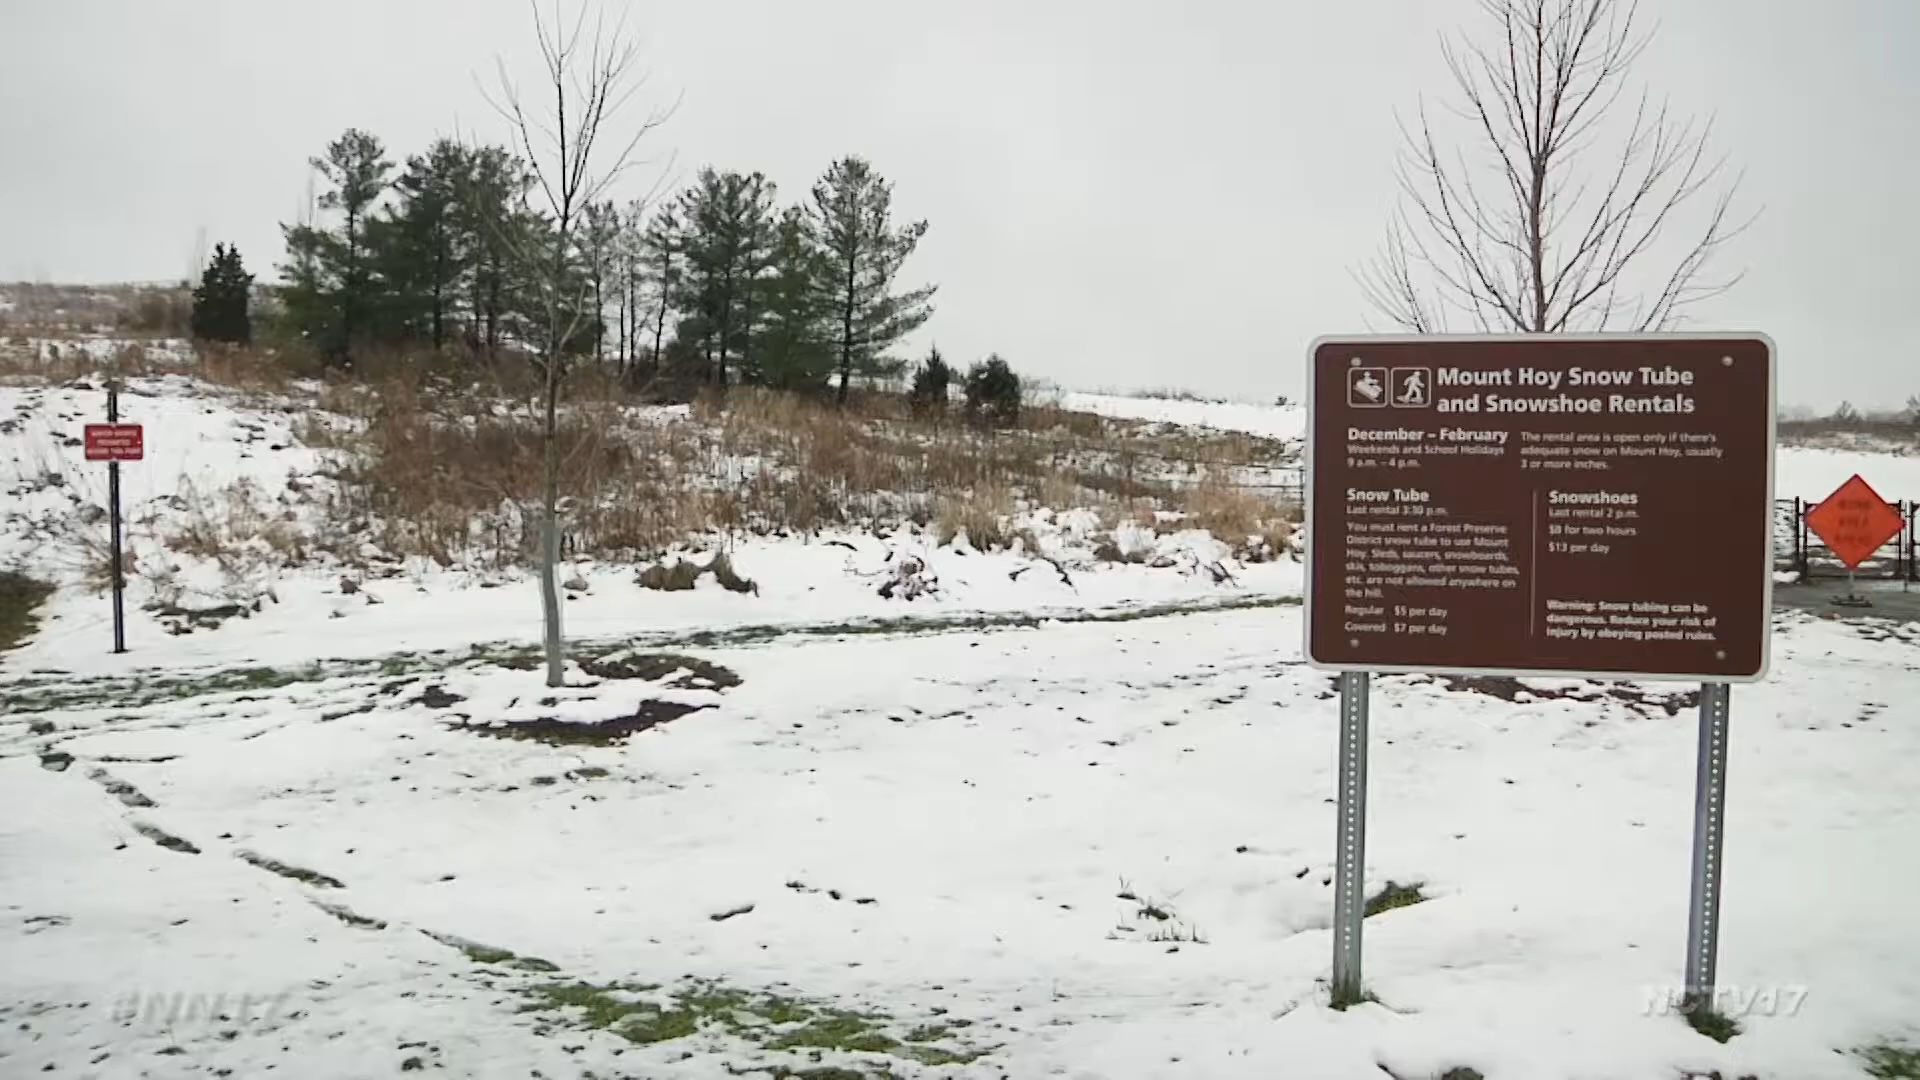 Mount Hoy Snow Tube
and Snowshoe Rentals
December – February
Weekends and School Holidays
9 a.m. – 4 p.m.
The rental area is open only if there's
adequate snow on Mount Hoy, usually
3 or more inches.
Snow Tube
Last rental 3:30 p.m.
You must rent a Forest Preserve
District snow tube to use Mount
Hoy. Sleds, saucers, snowboards,
skis, toboggans, other snow tubes,
etc. are not allowed anywhere on
the hill.
Regular $5 per day
Covered $7 per day
Snowshoes
Last rental 2 p.m.
$8 for two hours
$13 per day
Warning: Snow tubing can be
dangerous. Reduce your risk of
injury by obeying posted rules.
#NN17
NCTV17